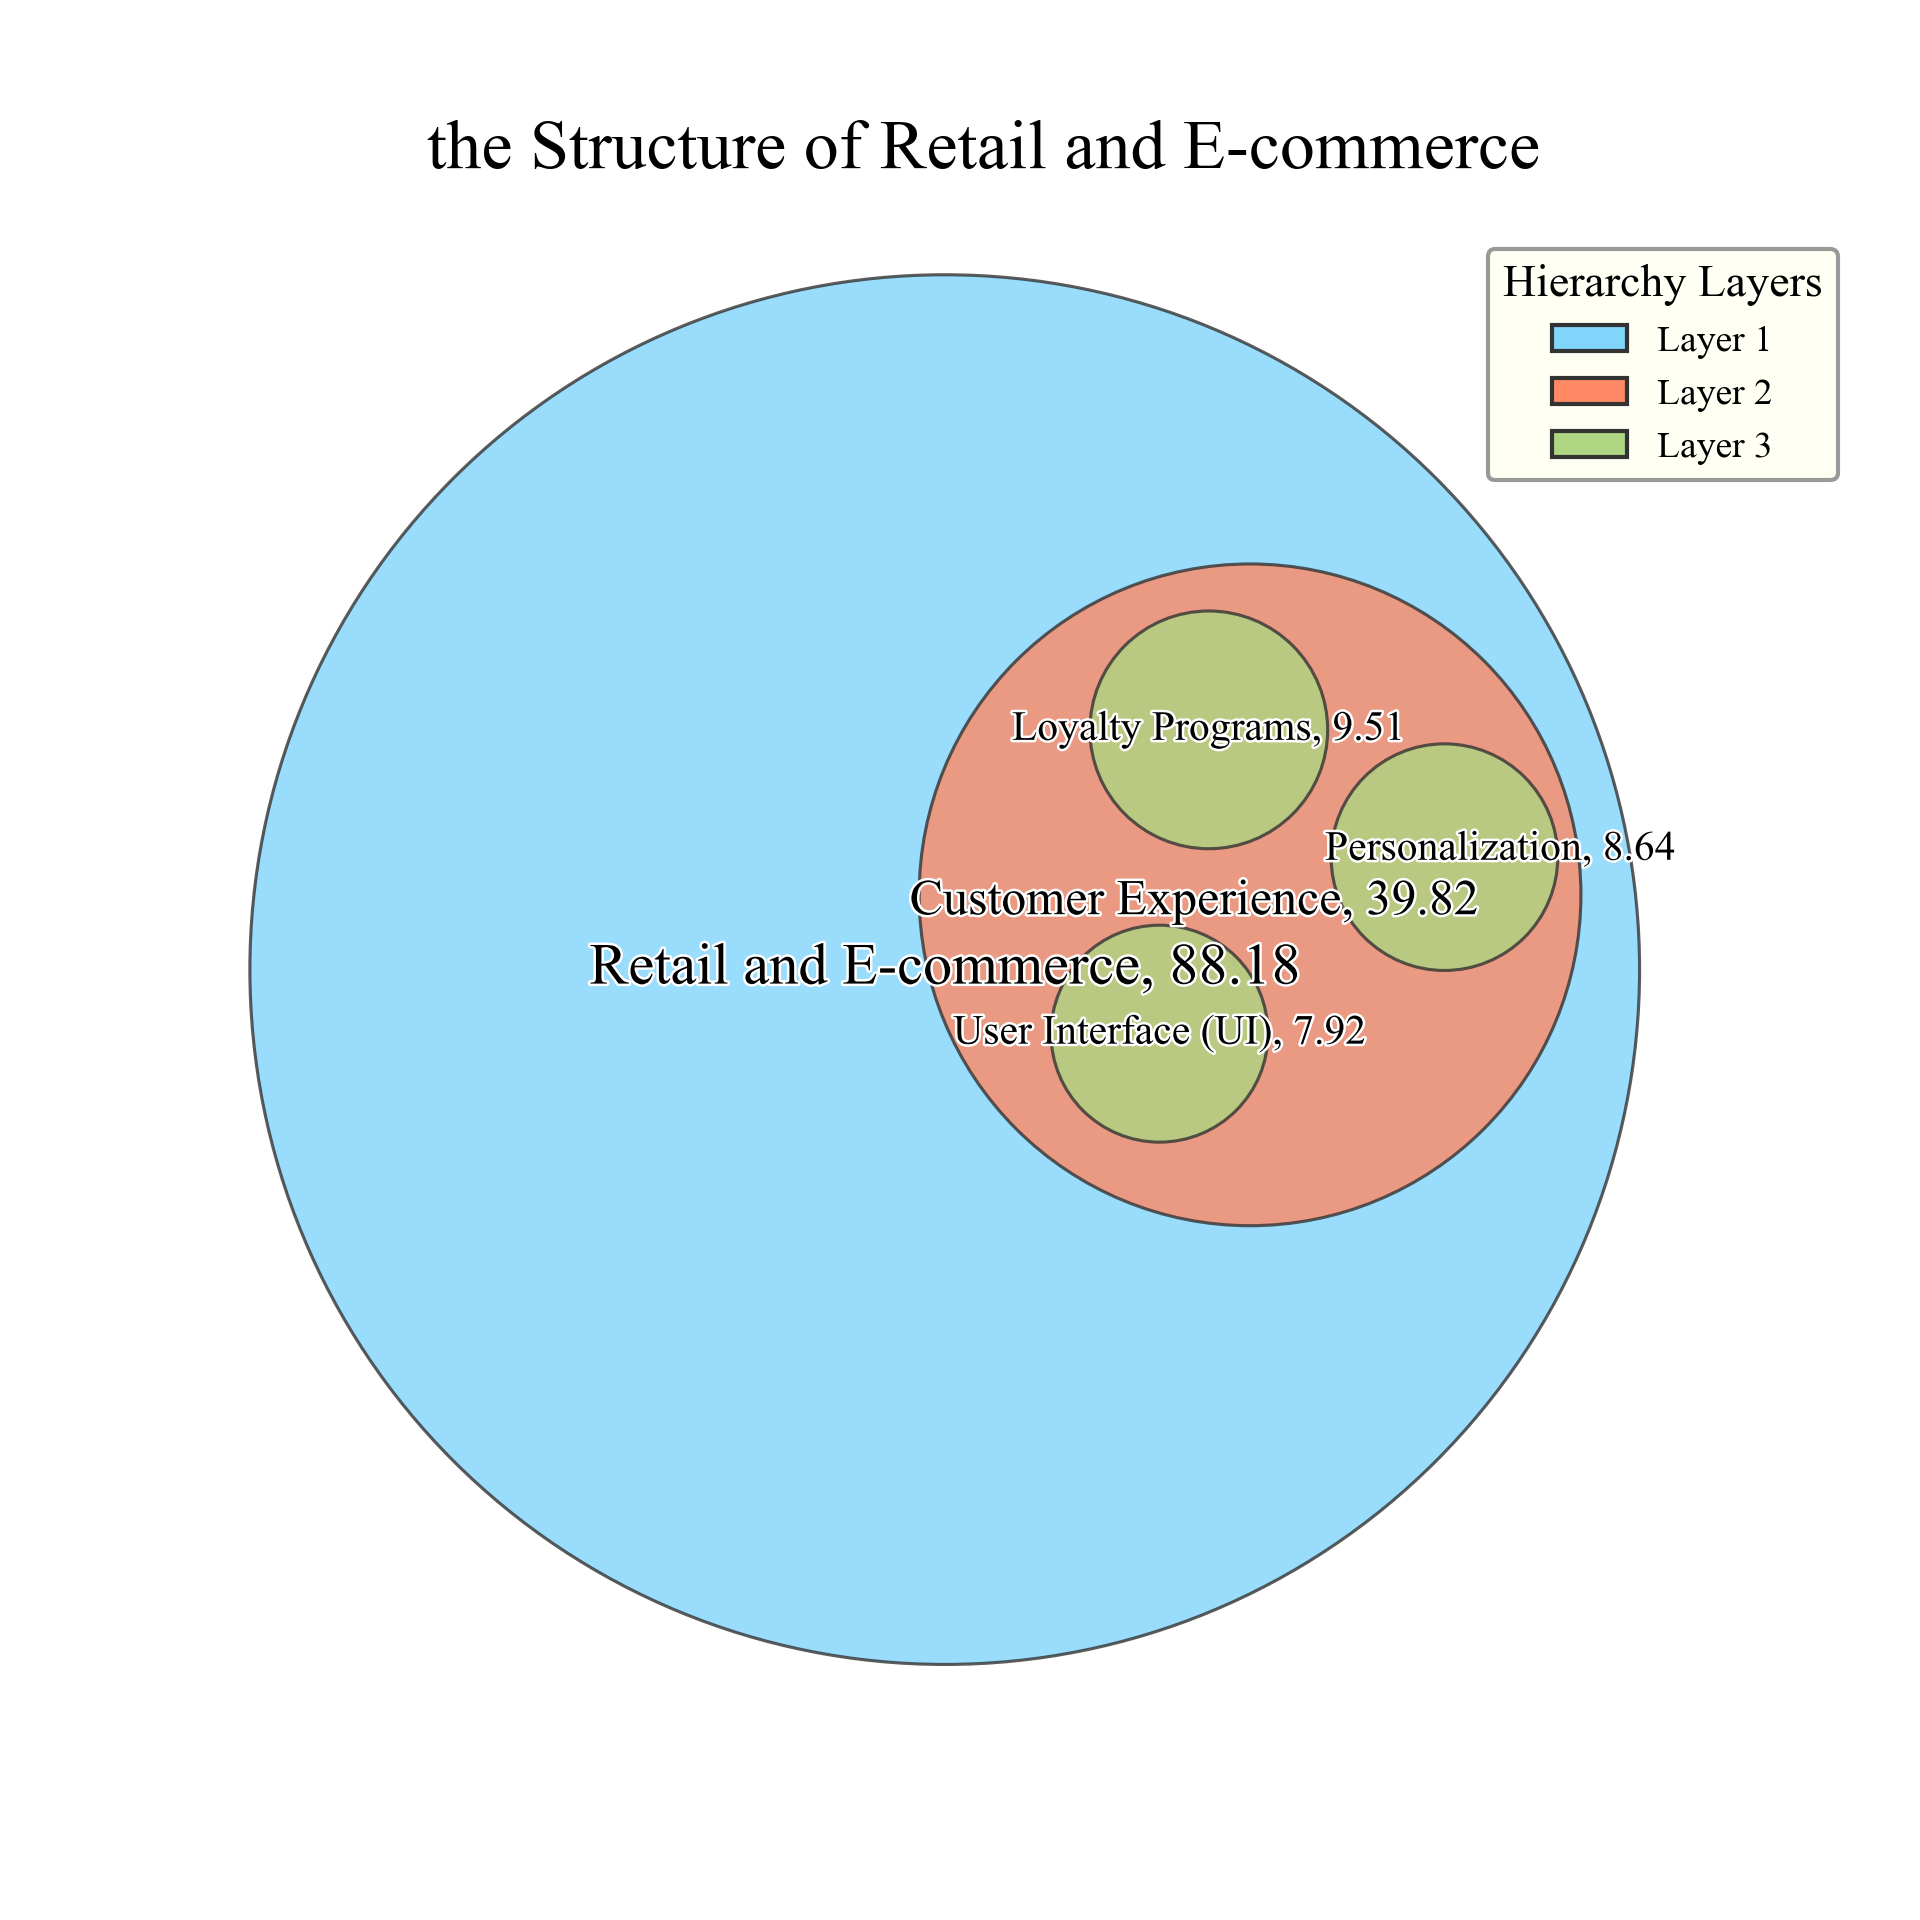 the Structure of Retail and E-commerce
Hierarchy Layers
Layer 1
Layer 2
Layer 3
Loyalty Programs, 9.51
Personalization, 8.64
Customer Experience, 39.82
Retail and E-commerce, 88.18
User Interface (UI), 7.92